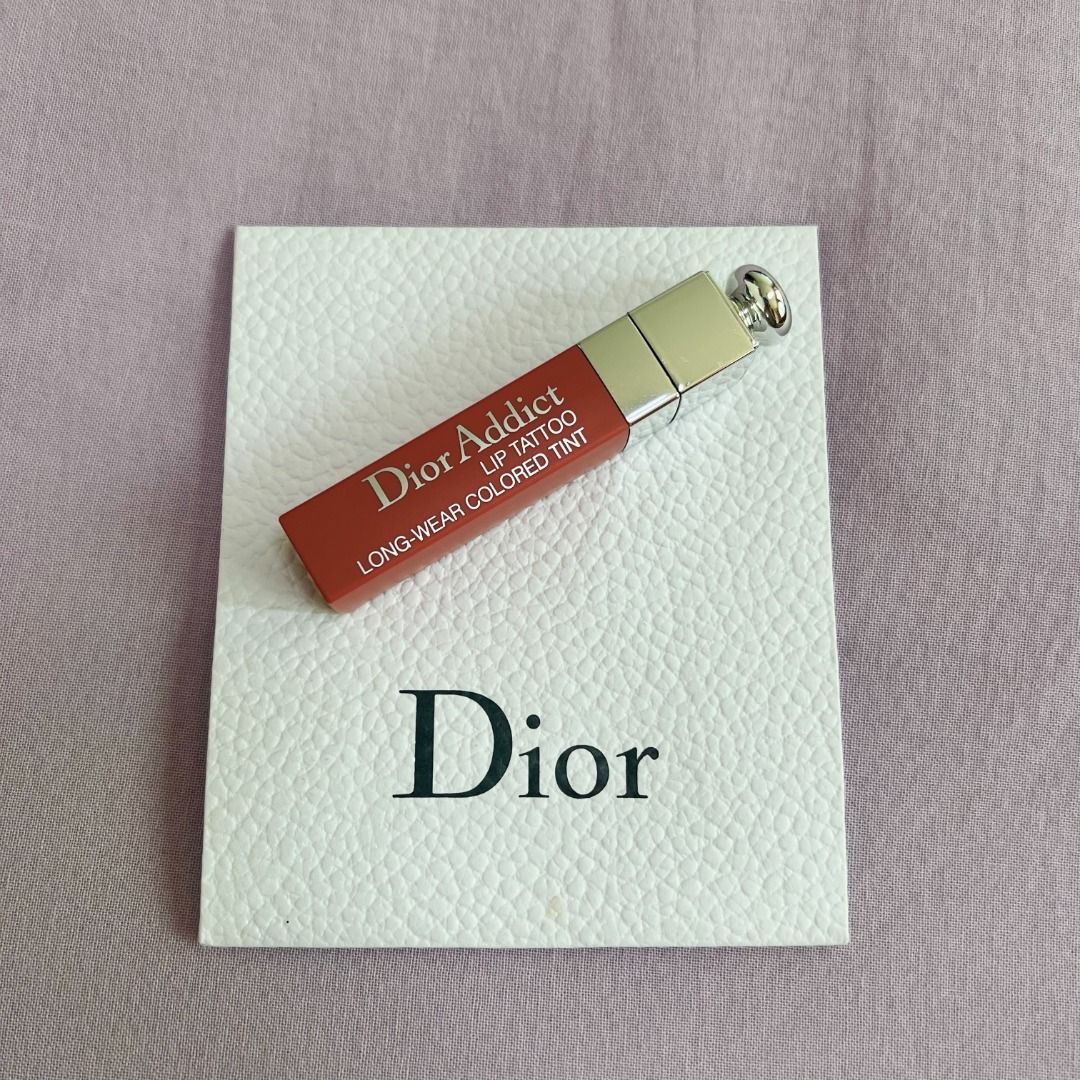 Dior Addict
LIP TATTOO
LONG-WEAR COLORED TINT
Dior